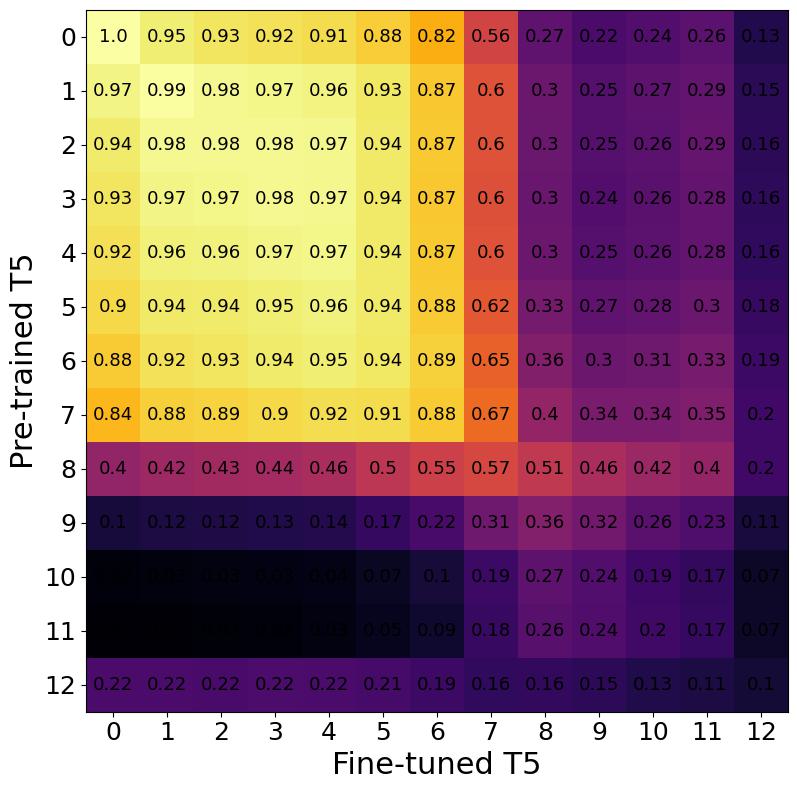 0 1.0 0.95 0.93 0.92 0.91 0.88 0.82 0.56 0.27 0.22 0.24 0.26 0.13
1 0.97 0.99 0.98 0.97 0.96 0.93 0.87 0.6 0.3 0.25 0.27 0.29 0.15
2 0.94 0.98 0.98 0.98 0.97 0.94 0.87 0.6 0.3 0.25 0.26 0.29 0.16
3 0.93 0.97 0.97 0.98 0.97 0.94 0.87 0.6 0.3 0.24 0.26 0.28 0.16
4 0.92 0.96 0.96 0.97 0.97 0.94 0.87 0.6 0.3 0.25 0.26 0.28 0.16
5 0.9 0.94 0.94 0.95 0.96 0.94 0.88 0.62 0.33 0.27 0.28 0.3 0.18
6 0.88 0.92 0.93 0.94 0.95 0.94 0.89 0.65 0.36 0.3 0.31 0.33 0.19
7 0.84 0.88 0.89 0.9 0.92 0.91 0.88 0.67 0.4 0.34 0.34 0.35 0.2
8 0.4 0.42 0.43 0.44 0.46 0.5 0.55 0.57 0.51 0.46 0.42 0.4 0.2
9 0.1 0.12 0.12 0.13 0.14 0.17 0.22 0.31 0.36 0.32 0.26 0.23 0.11
10 0.03 0.03 0.04 0.07 0.1 0.19 0.27 0.24 0.19 0.17 0.07
11 0.03 0.05 0.09 0.18 0.26 0.24 0.2 0.17 0.07
12 0.22 0.22 0.22 0.22 0.22 0.21 0.19 0.16 0.16 0.15 0.13 0.11 0.1
0 1 2 3 4 5 6 7 8 9 10 11 12
Fine-tuned T5
Pre-trained T5